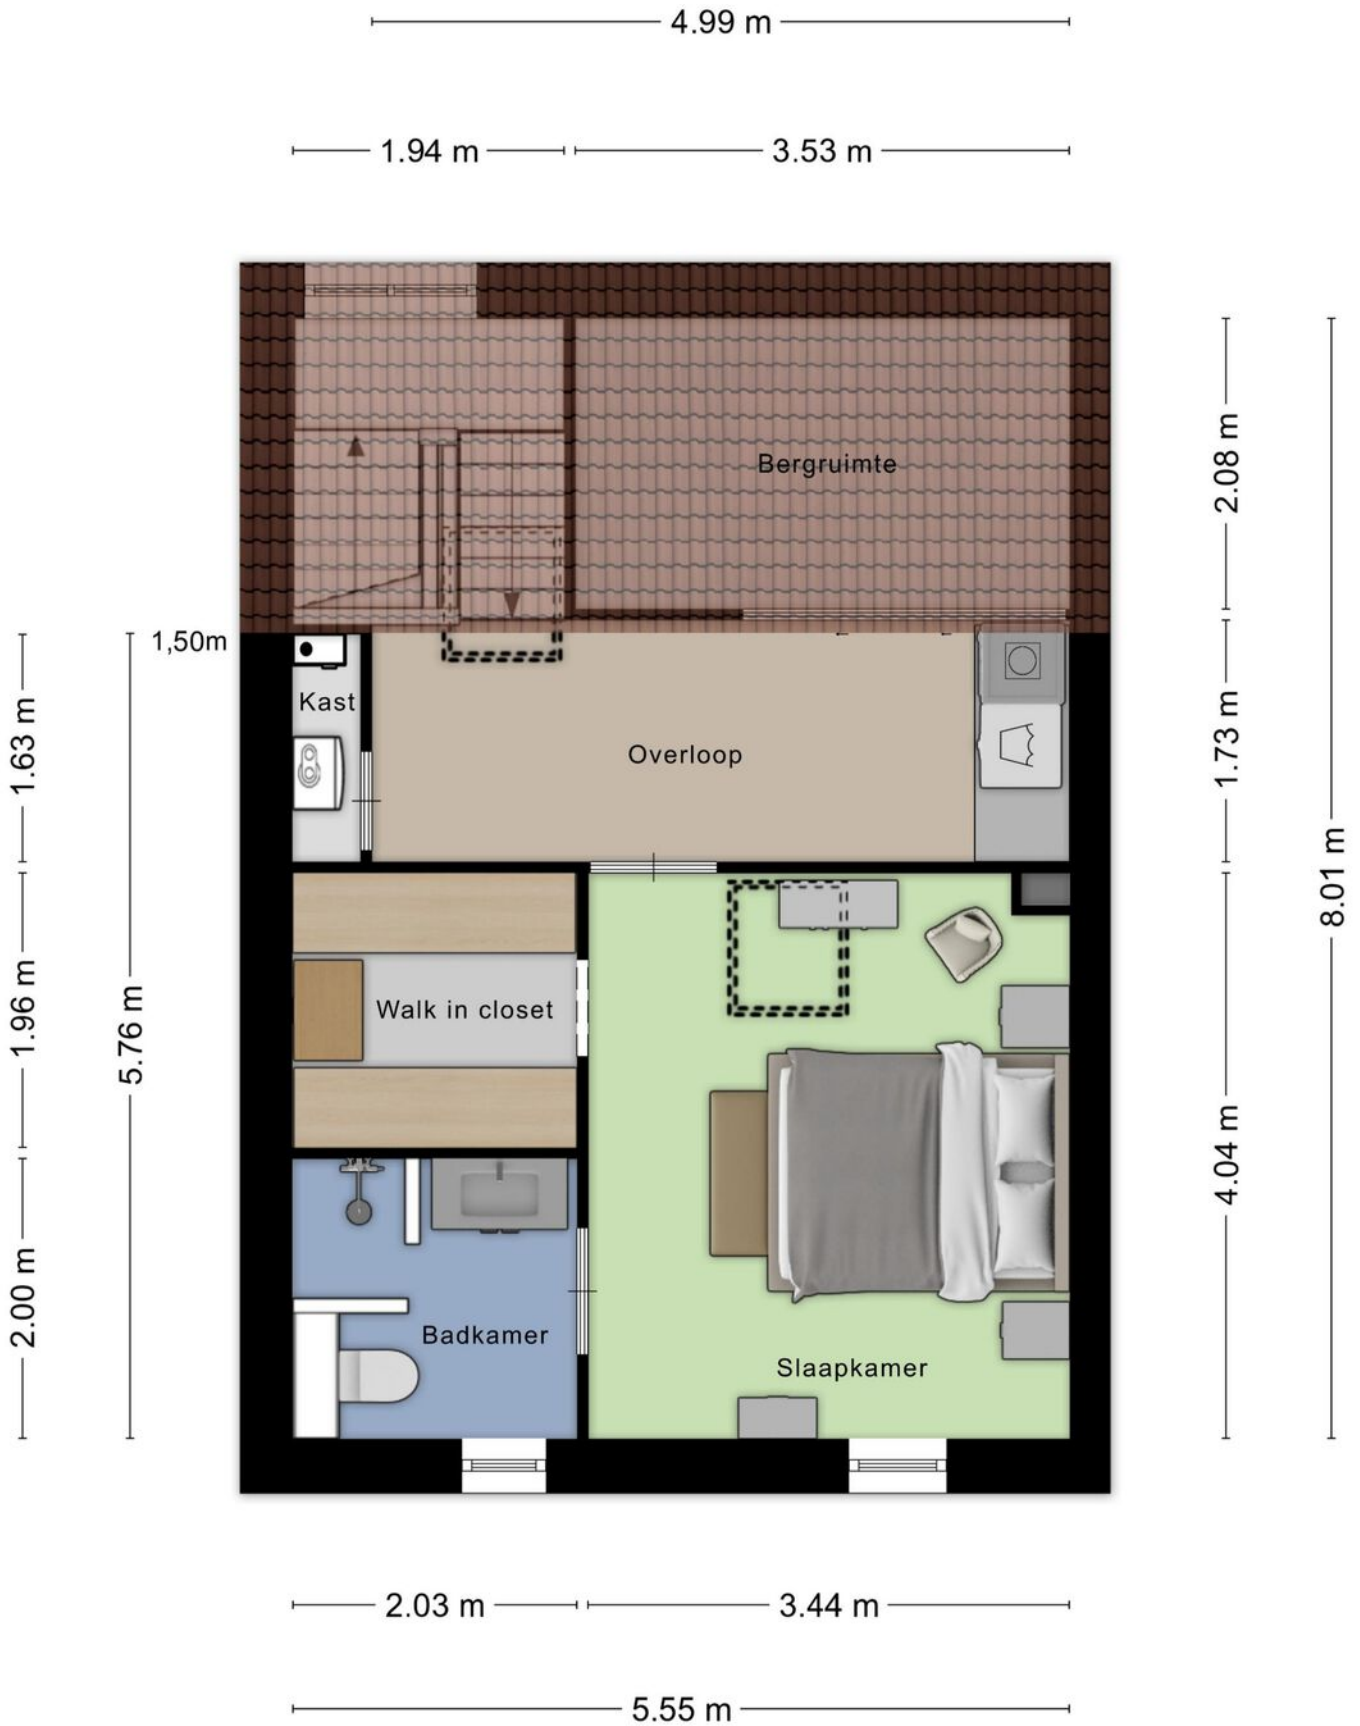 4.99 m
1.94 m
3.53 m
Bergruimte
2.08 m
8.01 m
1,50m
Kast
1.63 m
Overloop
1.73 m
Walk in closet
1.96 m
5.76 m
4.04 m
Badkamer
2.00 m
Slaapkamer
2.03 m
3.44 m
5.55 m